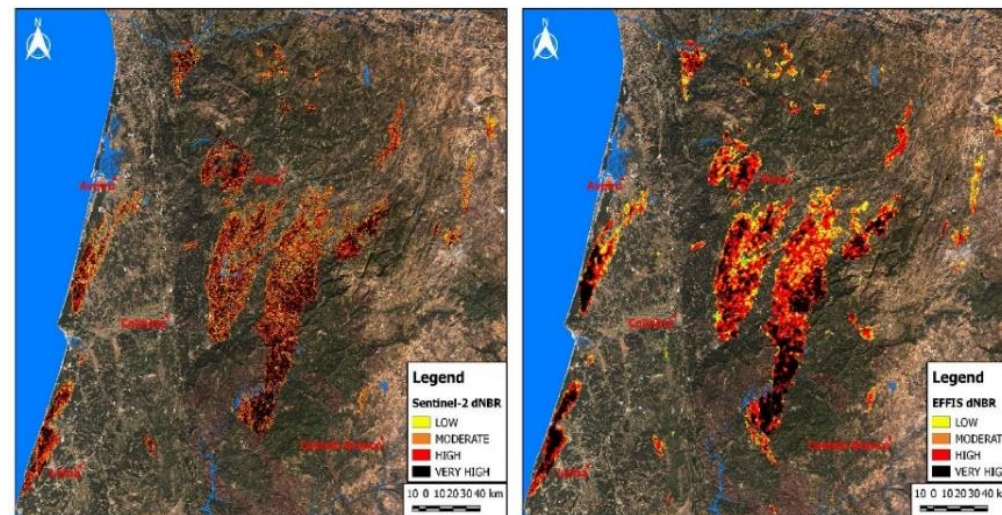 N
Aveiro
Viseu
Coimbra
Castelo Branco
Leiria
Legend
Sentinel-2 dNBR
LOW
MODERATE
HIGH
VERY HIGH
10 0 10 20 30 40 km
N
Aveiro
Viseu
Coimbra
Castelo Branco
Leiria
Legend
EFFIS dNBR
LOW
MODERATE
HIGH
VERY HIGH
10 0 10 20 30 40 km